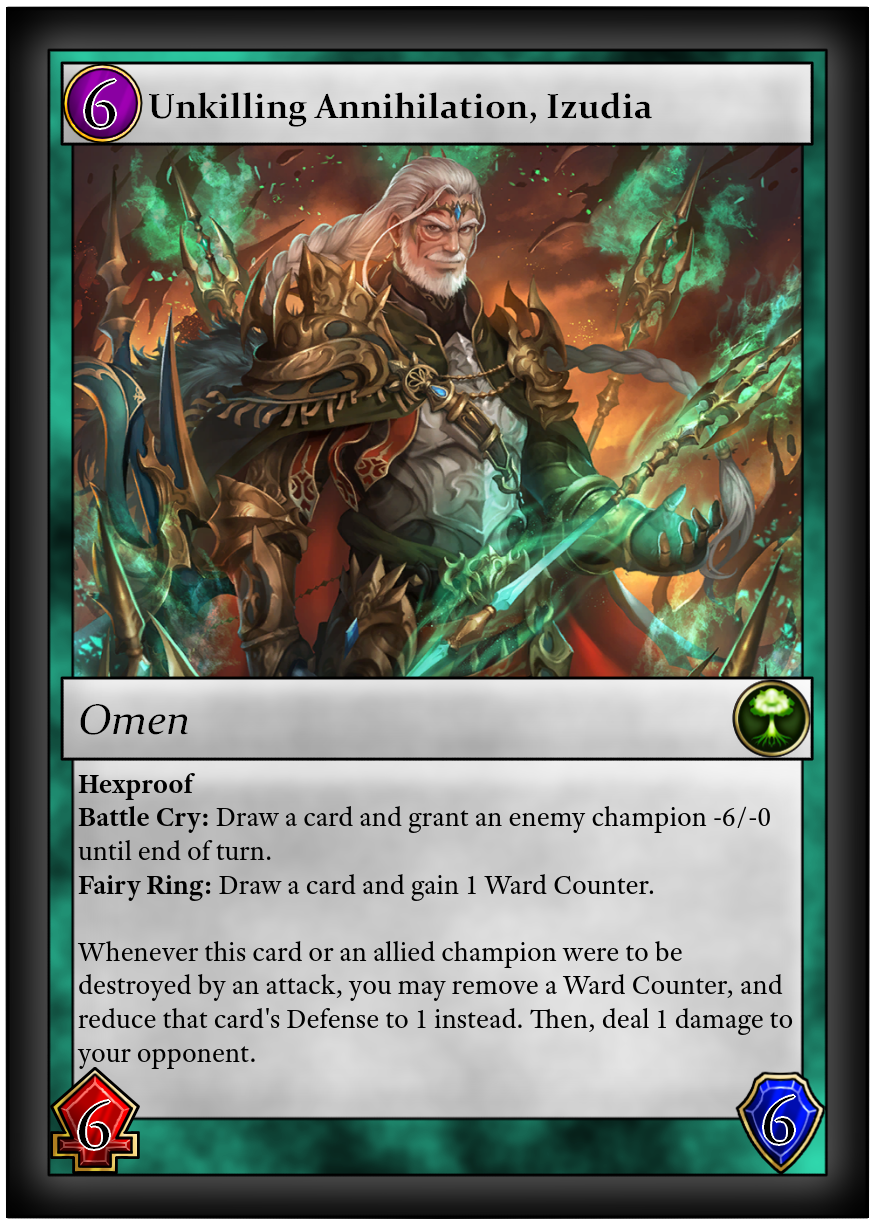 6 Unkilling Annihilation, Izudia
Omen
Hexproof
Battle Cry: Draw a card and grant an enemy champion -6/-0
until end of turn.
Fairy Ring: Draw a card and gain 1 Ward Counter.
Whenever this card or an allied champion were to be
destroyed by an attack, you may remove a Ward Counter, and
reduce that card's Defense to 1 instead. Then, deal 1 damage to
your opponent.
6
6